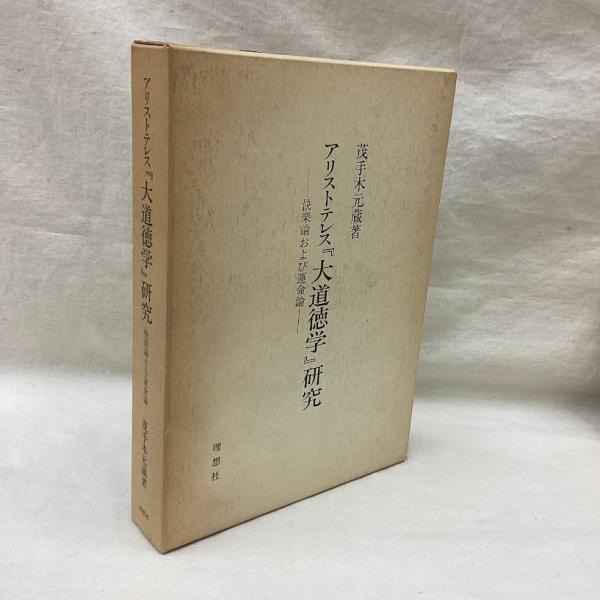 茂手木元蔵著
アリストテレス『大道徳学』研究
―快楽論および運命論―
理想社
アリストテレス『大道徳学』研究
快楽論および運命論
茂手木元蔵著
理想社